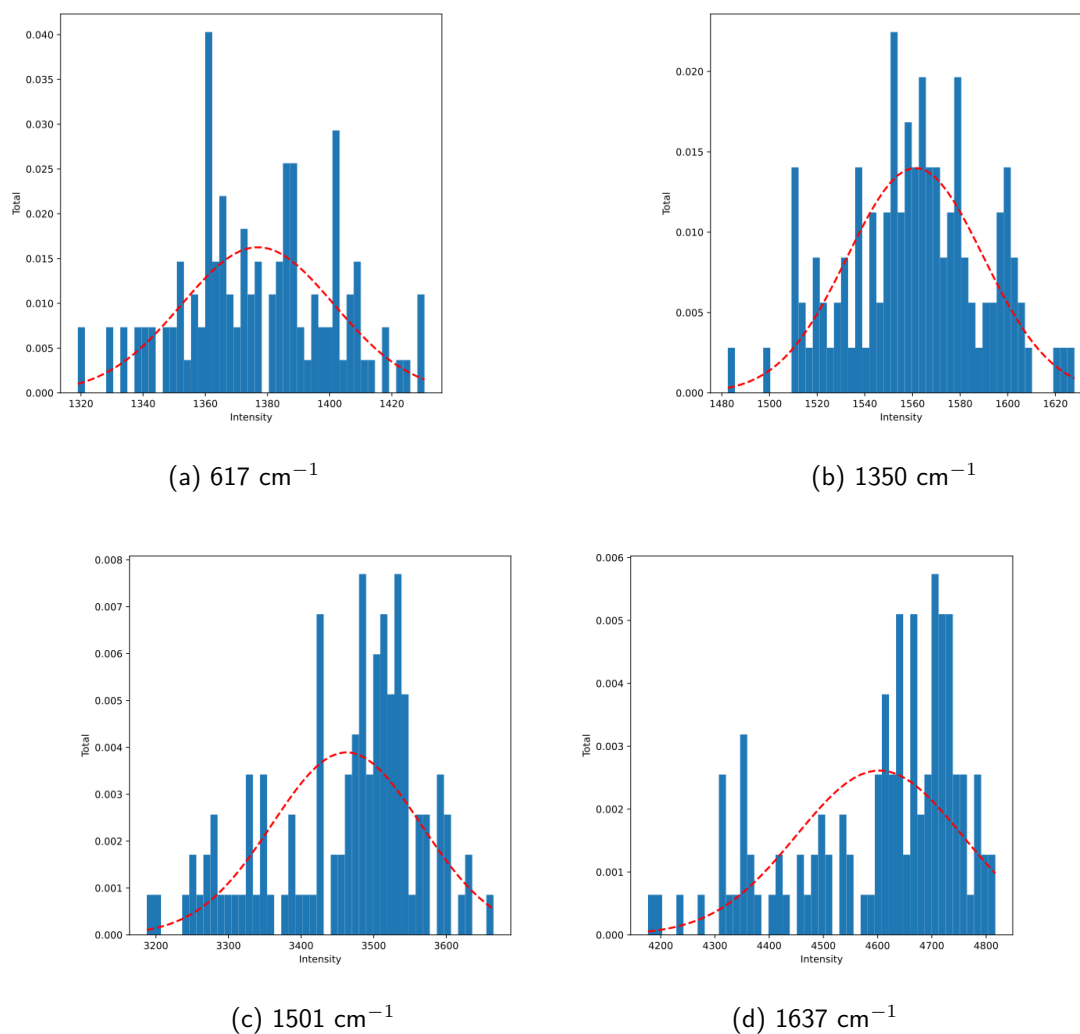 0.040
0.035
0.030
0.025
0.020
0.015
0.010
0.005
0.000
Total
1320 1340 1360 1380 1400 1420
Intensity
(a) 617 cm⁻¹
0.020
0.015
0.010
0.005
0.000
Total
1480 1500 1520 1540 1560 1580 1600 1620
Intensity
(b) 1350 cm⁻¹
0.008
0.007
0.006
0.005
0.004
0.003
0.002
0.001
0.000
Total
3200 3300 3400 3500 3600
Intensity
(c) 1501 cm⁻¹
0.006
0.005
0.004
0.003
0.002
0.001
0.000
Total
4200 4300 4400 4500 4600 4700 4800
Intensity
(d) 1637 cm⁻¹